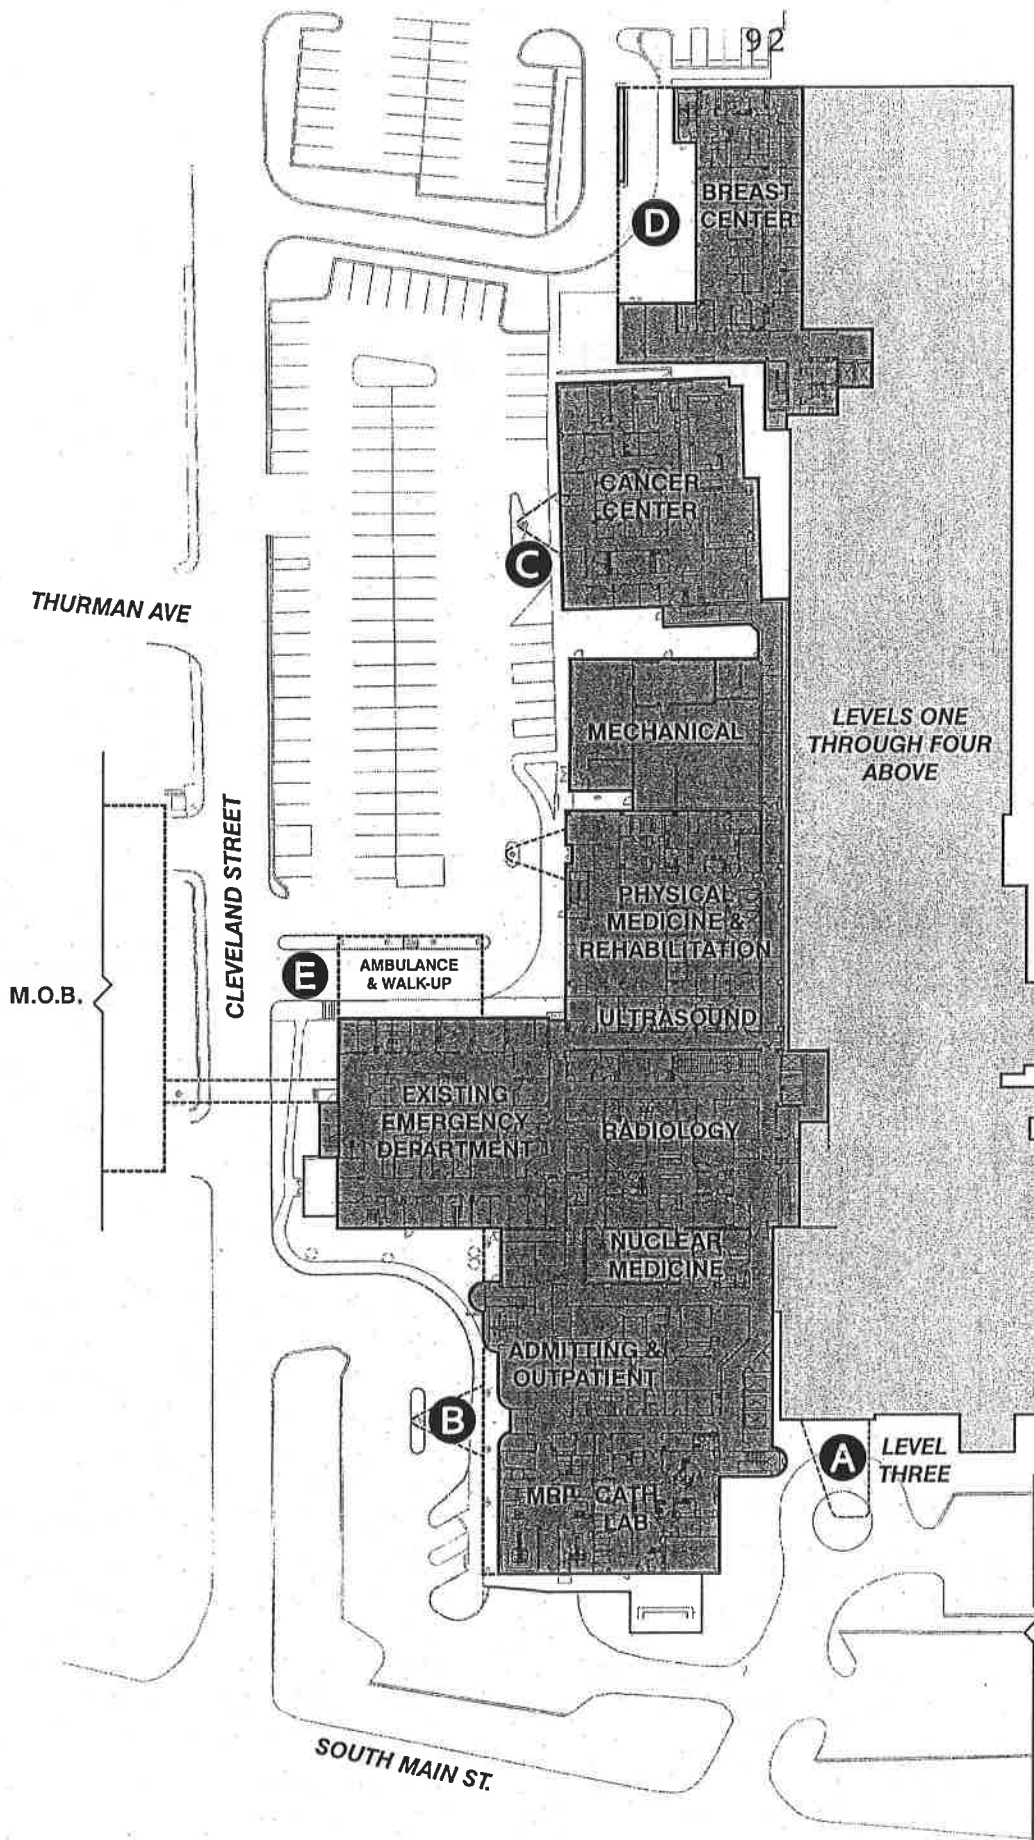 92
BREAST
CENTER
D
CANCER
CENTER
C
THURMAN AVE
MECHANICAL
LEVELS ONE
THROUGH FOUR
ABOVE
CLEVELAND STREET
PHYSICAL
MEDICINE &
REHABILITATION
E
AMBULANCE
& WALK-UP
M.O.B.
ULTRASOUND
EXISTING
EMERGENCY
DEPARTMENT
RADIOLOGY
NUCLEAR
MEDICINE
ADMITTING &
OUTPATIENT
B
A
LEVEL
THREE
CATH
LAB
SOUTH MAIN ST.